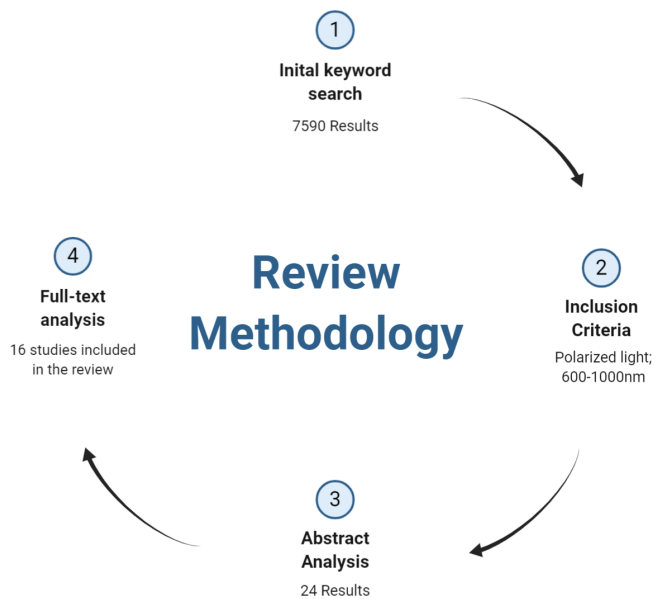 1
Inital keyword
search
7590 Results
2
Inclusion
Criteria
Polarized light;
600-1000nm
3
Abstract
Analysis
24 Results
4
Full-text
analysis
16 studies included
in the review
Review
Methodology